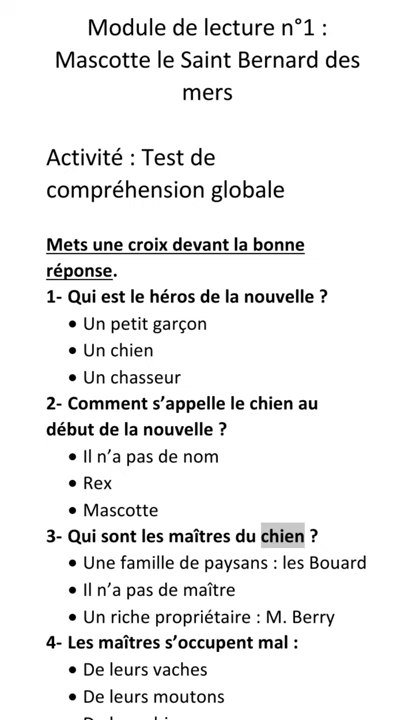 Module de lecture n°1 :
Mascotte le Saint Bernard des
mers
Activité : Test de
compréhension globale
Mets une croix devant la bonne
réponse.
1- Qui est le héros de la nouvelle ?
• Un petit garçon
• Un chien
• Un chasseur
2- Comment s’appelle le chien au
début de la nouvelle ?
• Il n’a pas de nom
• Rex
• Mascotte
3- Qui sont les maîtres du chien ?
• Une famille de paysans : les Bouard
• Il n’a pas de maître
• Un riche propriétaire : M. Berry
4- Les maîtres s’occupent mal :
• De leurs vaches
• De leurs moutons